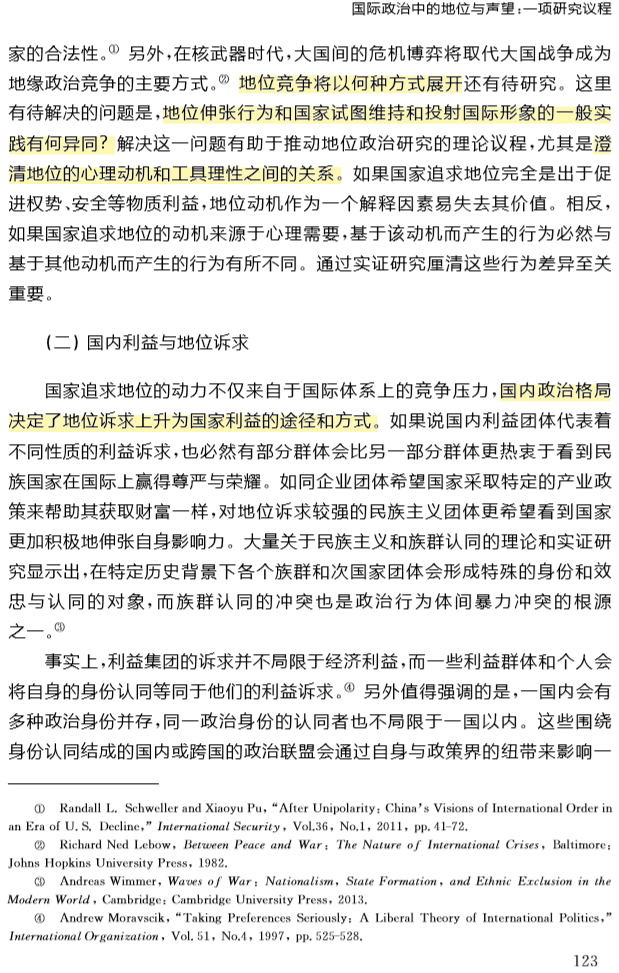 国际政治中的地位与声望:一项研究议程
家的合法性。① 另外,在核武器时代,大国间的危机博弈将取代大国战争成为
地缘政治竞争的主要方式。② 地位竞争将以何种方式展开还有待研究。这里
有待解决的问题是,地位伸张行为和国家试图维持和投射国际形象的一般实
践有何异同? 解决这一问题有助于推动地位政治研究的理论议程,尤其是澄
清地位的心理动机和工具理性之间的关系。如果国家追求地位完全是出于促
进权势、安全等物质利益,地位动机作为一个解释因素易失去其价值。相反,
如果国家追求地位的动机来源于心理需要,基于该动机而产生的行为必然与
基于其他动机而产生的行为有所不同。通过实证研究厘清这些行为差异至关
重要。
(二) 国内利益与地位诉求
国家追求地位的动力不仅来自于国际体系上的竞争压力,国内政治格局
决定了地位诉求上升为国家利益的途径和方式。如果说国内利益团体代表着
不同性质的利益诉求,也必然有部分群体会比另一部分群体更热衷于看到民
族国家在国际上赢得尊严与荣耀。如同企业团体希望国家采取特定的产业政
策来帮助其获取财富一样,对地位诉求较强的民族主义团体更希望看到国家
更加积极地伸张自身影响力。大量关于民族主义和族群认同的理论和实证研
究显示出,在特定历史背景下各个族群和次国家团体会形成特殊的身份和效
忠与认同的对象,而族群认同的冲突也是政治行为体间暴力冲突的根源
之一。③
事实上,利益集团的诉求并不局限于经济利益,而一些利益群体和个人会
将自身的身份认同等同于他们的利益诉求。④ 另外值得强调的是,一国内会有
多种政治身份并存,同一政治身份的认同者也不局限于一国以内。这些围绕
身份认同结成的国内或跨国的政治联盟会通过自身与政策界的纽带来影响一
① Randall L. Schweller and Xiaoyu Pu, “After Unipolarity: China’s Visions of International Order in
an Era of U. S. Decline,” International Security, Vol.36, No.1, 2011, pp. 41-72.
② Richard Ned Lebow, Between Peace and War: The Nature of International Crises, Baltimore:
Johns Hopkins University Press, 1982.
③ Andreas Wimmer, Waves of War: Nationalism, State Formation, and Ethnic Exclusion in the
Modern World, Cambridge: Cambridge University Press, 2013.
④ Andrew Moravscik, “Taking Preferences Seriously: A Liberal Theory of International Politics,”
International Organization, Vol. 51, No.4, 1997, pp. 525-528.
123